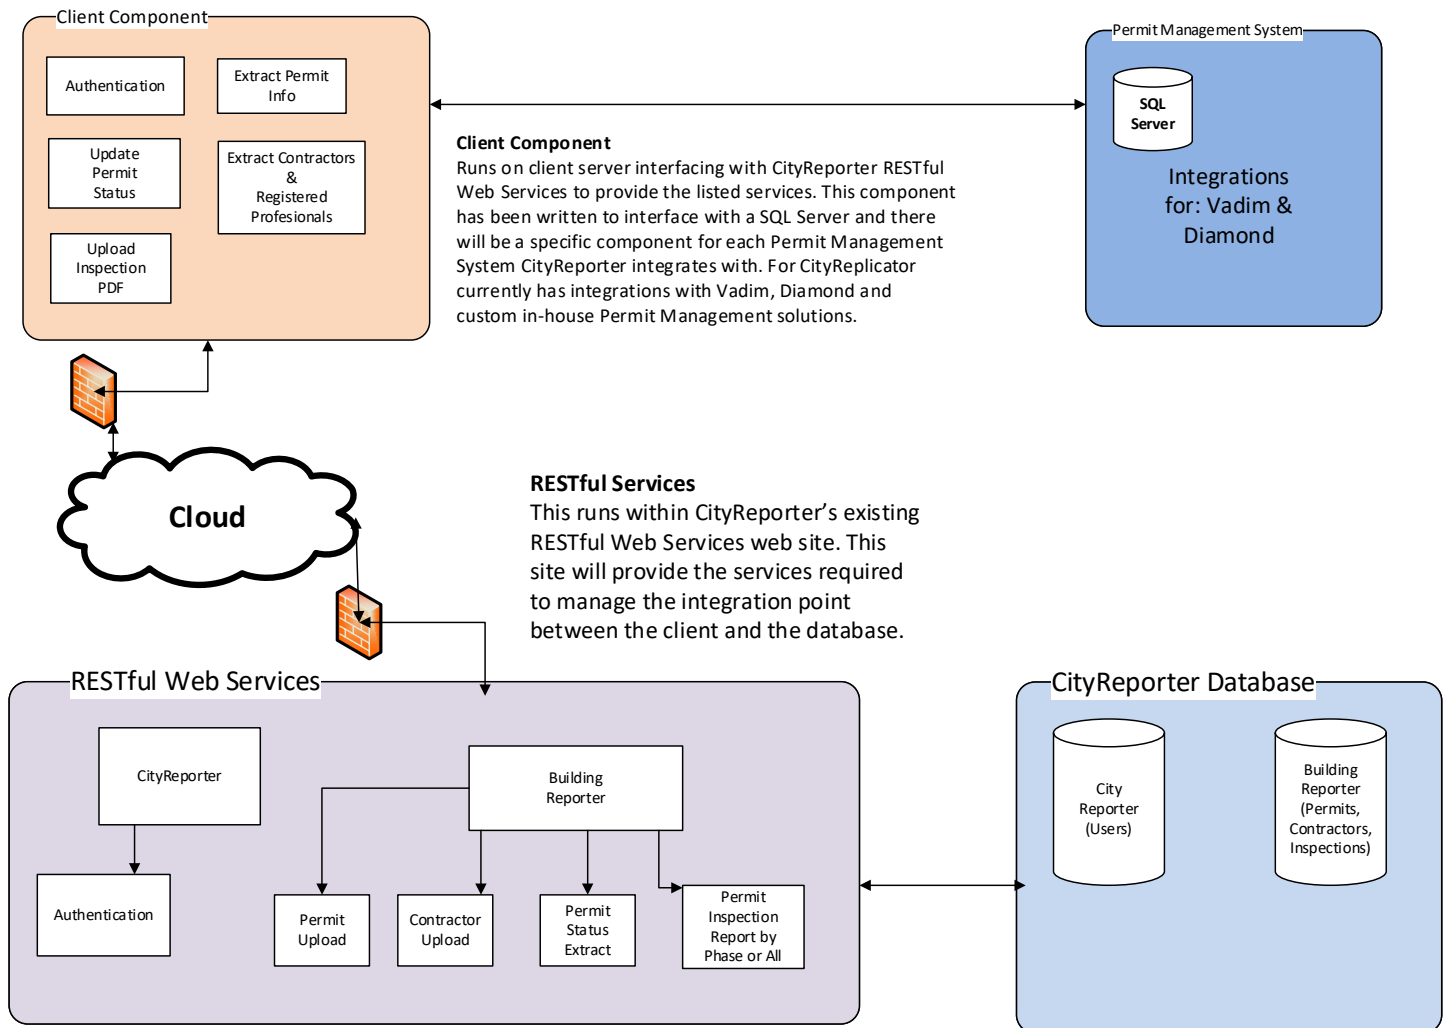 Client Component
Authentication
Extract Permit
Info
Update
Permit
Status
Extract Contractors
&
Registered
Profesionals
Upload
Inspection
PDF
Permit Management System
SQL
Server
Integrations
for: Vadim &
Diamond
Client Component
Runs on client server interfacing with CityReporter RESTful
Web Services to provide the listed services. This component
has been written to interface with a SQL Server and there
will be a specific component for each Permit Management
System CityReporter integrates with. For CityReplicator
currently has integrations with Vadim, Diamond and
custom in-house Permit Management solutions.
Cloud
RESTful Services
This runs within CityReporter’s existing
RESTful Web Services web site. This
site will provide the services required
to manage the integration point
between the client and the database.
RESTful Web Services
CityReporter
Building
Reporter
Authentication
Permit
Upload
Contractor
Upload
Permit
Status
Extract
Permit
Inspection
Report by
Phase or All
CityReporter Database
City
Reporter
(Users)
Building
Reporter
(Permits,
Contractors,
Inspections)